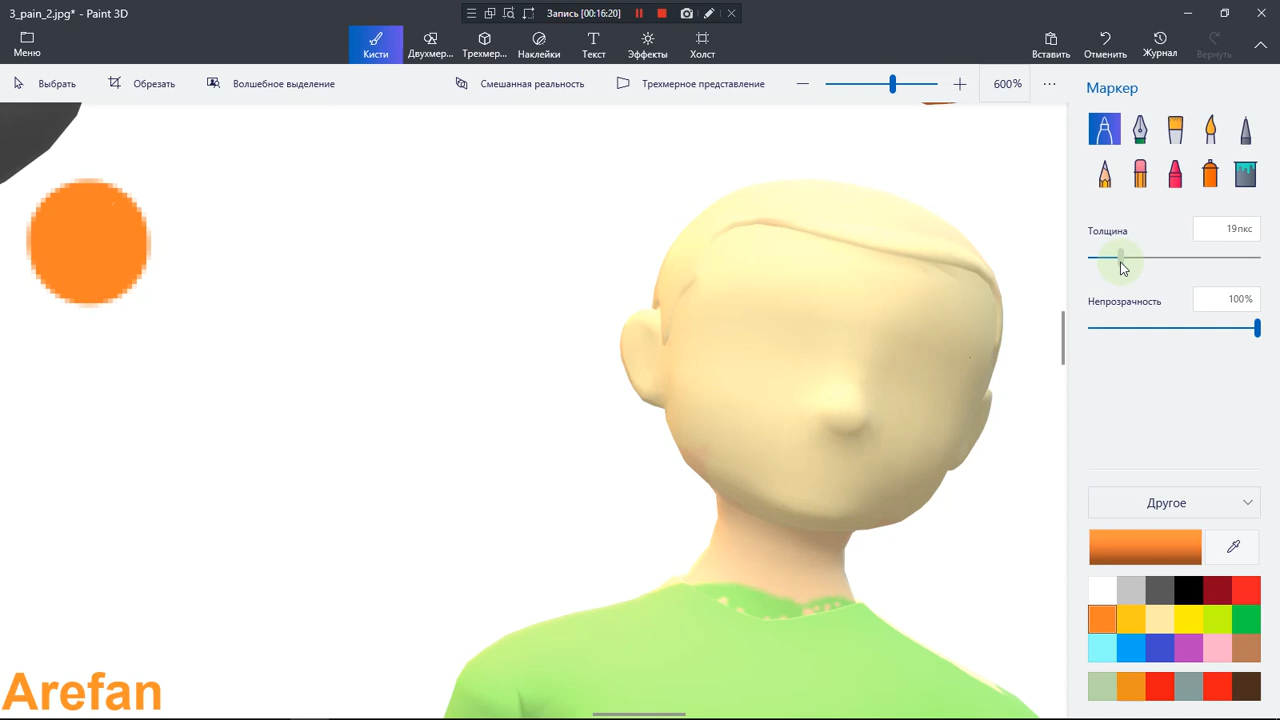 3_pain_2.jpg* - Paint 3D
Запись [00:16:20]
Меню
Кисти
Двухмер...
Трехмер...
Наклейки
Текст
Эффекты
Холст
Вставить
Отменить
Журнал
Вернуть
Выбрать
Обрезать
Волшебное выделение
Смешанная реальность
Трехмерное представление
600%
Маркер
Толщина
19пкс
Непрозрачность
100%
Другое
Arefan